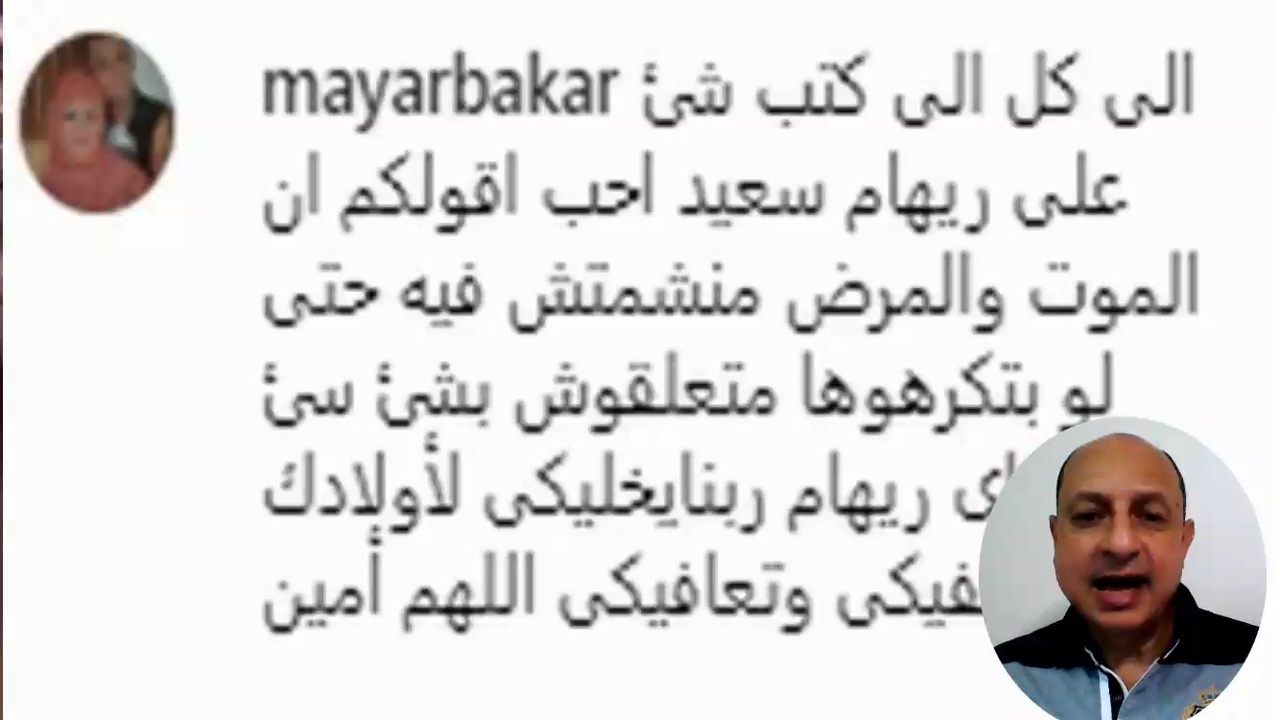 mayarbakar الى كل الى كتب شئ
على ريهام سعيد احب اقولكم ان
الموت والمرض منشمتش فيه حتى
لو بتكرهوها متعلقوش بشئ سئ
ريهام ربنايخليكى لأولادك
وتعافيكى اللهم أمين